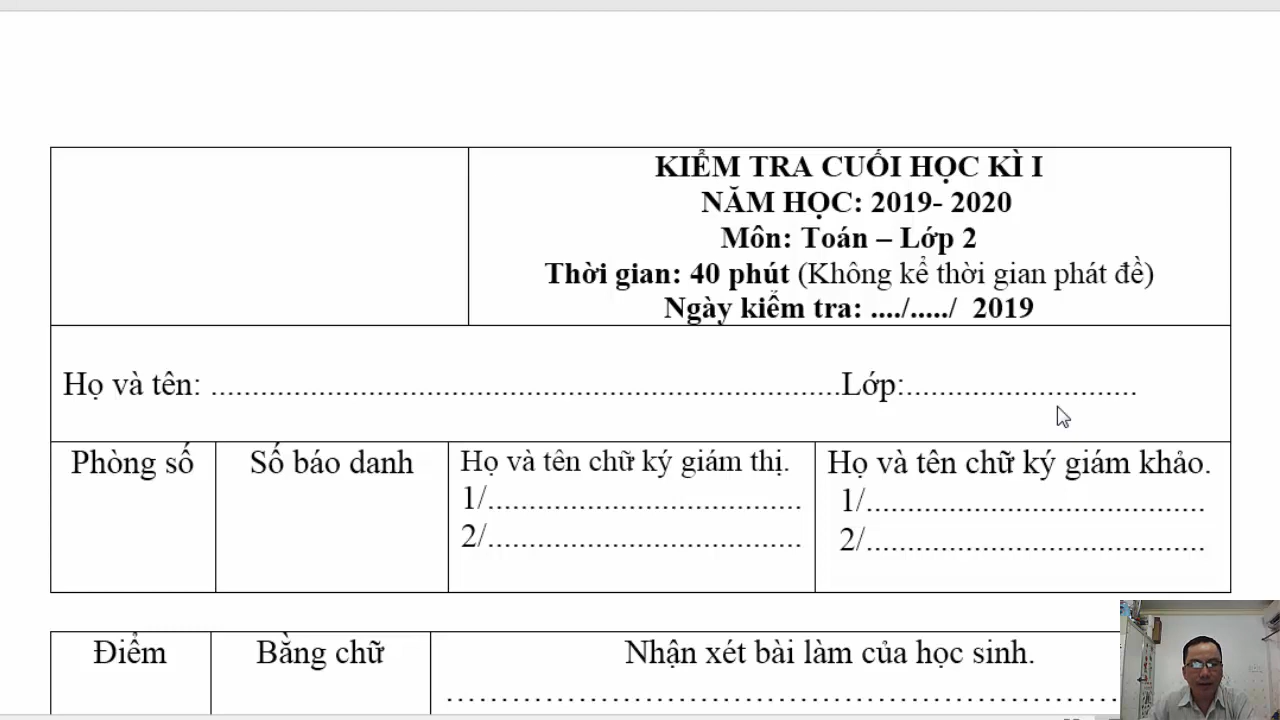 KIỂM TRA CUỐI HỌC KÌ I
NĂM HỌC: 2019- 2020
Môn: Toán – Lớp 2
Thời gian: 40 phút (Không kể thời gian phát đề)
Ngày kiểm tra: ..../...../ 2019
Họ và tên: ............................................................................Lớp:............................
Phòng số
Số báo danh
Họ và tên chữ ký giám thị.
1/......................................
2/......................................
Họ và tên chữ ký giám khảo.
1/.........................................
2/.........................................
Điểm
Bằng chữ
Nhận xét bài làm của học sinh.
................................................................